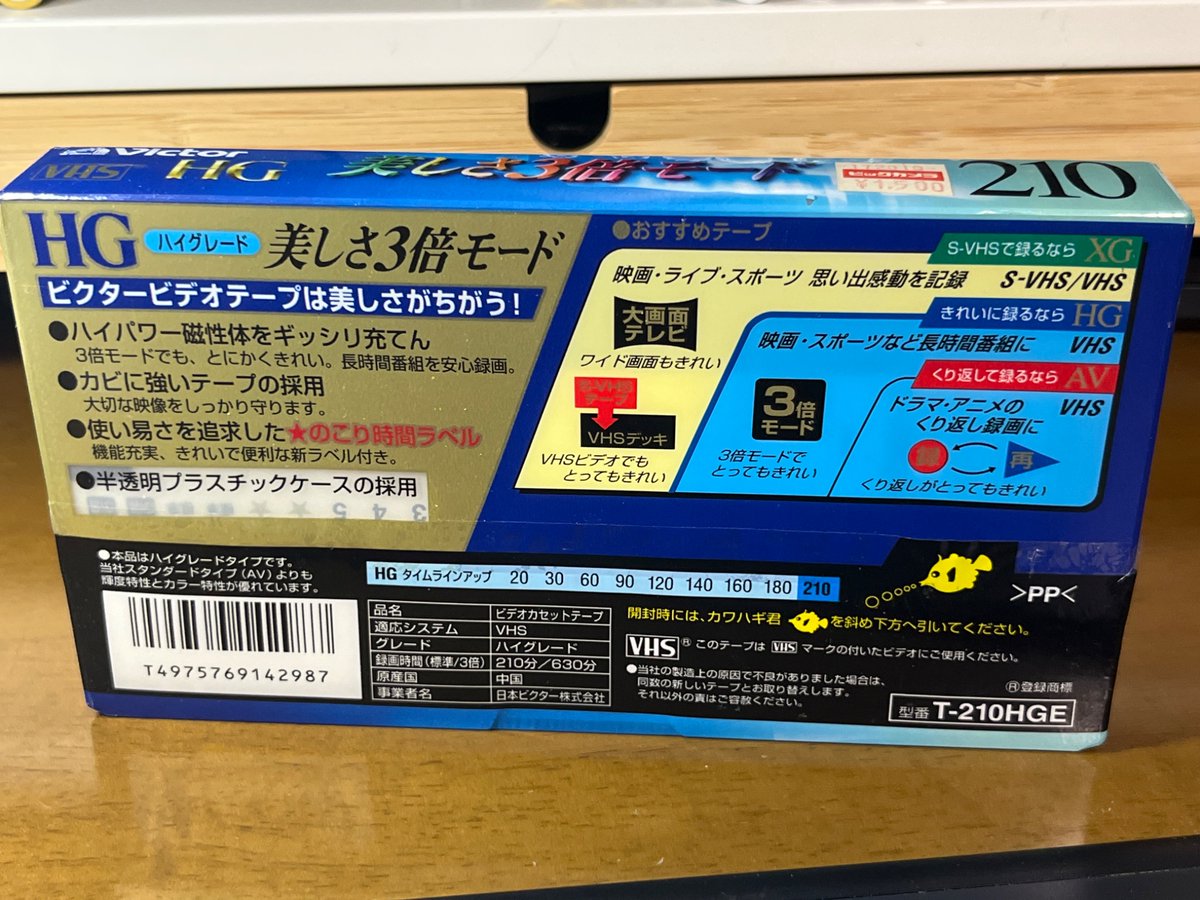 Victor
VHS HG 美しさ3倍モード
ビックカメラ
¥1,500
210
HG ハイグレード 美しさ3倍モード
ビクタービデオテープは美しさがちがう!
●ハイパワー磁性体をギッシリ充てん
3倍モードでも、とにかくきれい。長時間番組を安心録画。
●カビに強いテープの採用
大切な映像をしっかり守ります。
●使い易さを追求した★のこり時間ラベル
機能充実、きれいで便利な新ラベル付き。
●半透明プラスチックケースの採用
3 4 5
●おすすめテープ
S-VHSで録るなら XG
映画・ライブ・スポーツ 思い出感動を記録 S-VHS/VHS
大画面
テレビ
ワイド画面もきれい
S-VHS
テープ
VHSデッキ
VHSビデオでも
とってもきれい
きれいに録るなら HG
映画・スポーツなど長時間番組に VHS
3倍
モード
3倍モードで
とってもきれい
くり返して録るなら AV
ドラマ・アニメの VHS
くり返し録画に
録 再
くり返しがとってもきれい
●本品はハイグレードタイプです。
当社スタンダードタイプ(AV)よりも
輝度特性とカラー特性が優れています。
T4975769142987
HG タイムラインアップ 20 30 60 90 120 140 160 180 210
品名 ビデオカセットテープ
適応システム VHS
グレード ハイグレード
録画時間(標準/3倍) 210分/630分
原産国 中国
事業者名 日本ビクター株式会社
>PP<
開封時には、カワハギ君を斜め下方へ引いてください。
VHS® このテープは VHS マークの付いたビデオにご使用ください。
●当社の製造上の原因で不良がありました場合は、
同数の新しいテープとお取り替えします。
それ以外の責はご容赦ください。
®登録商標
型番 T-210HGE